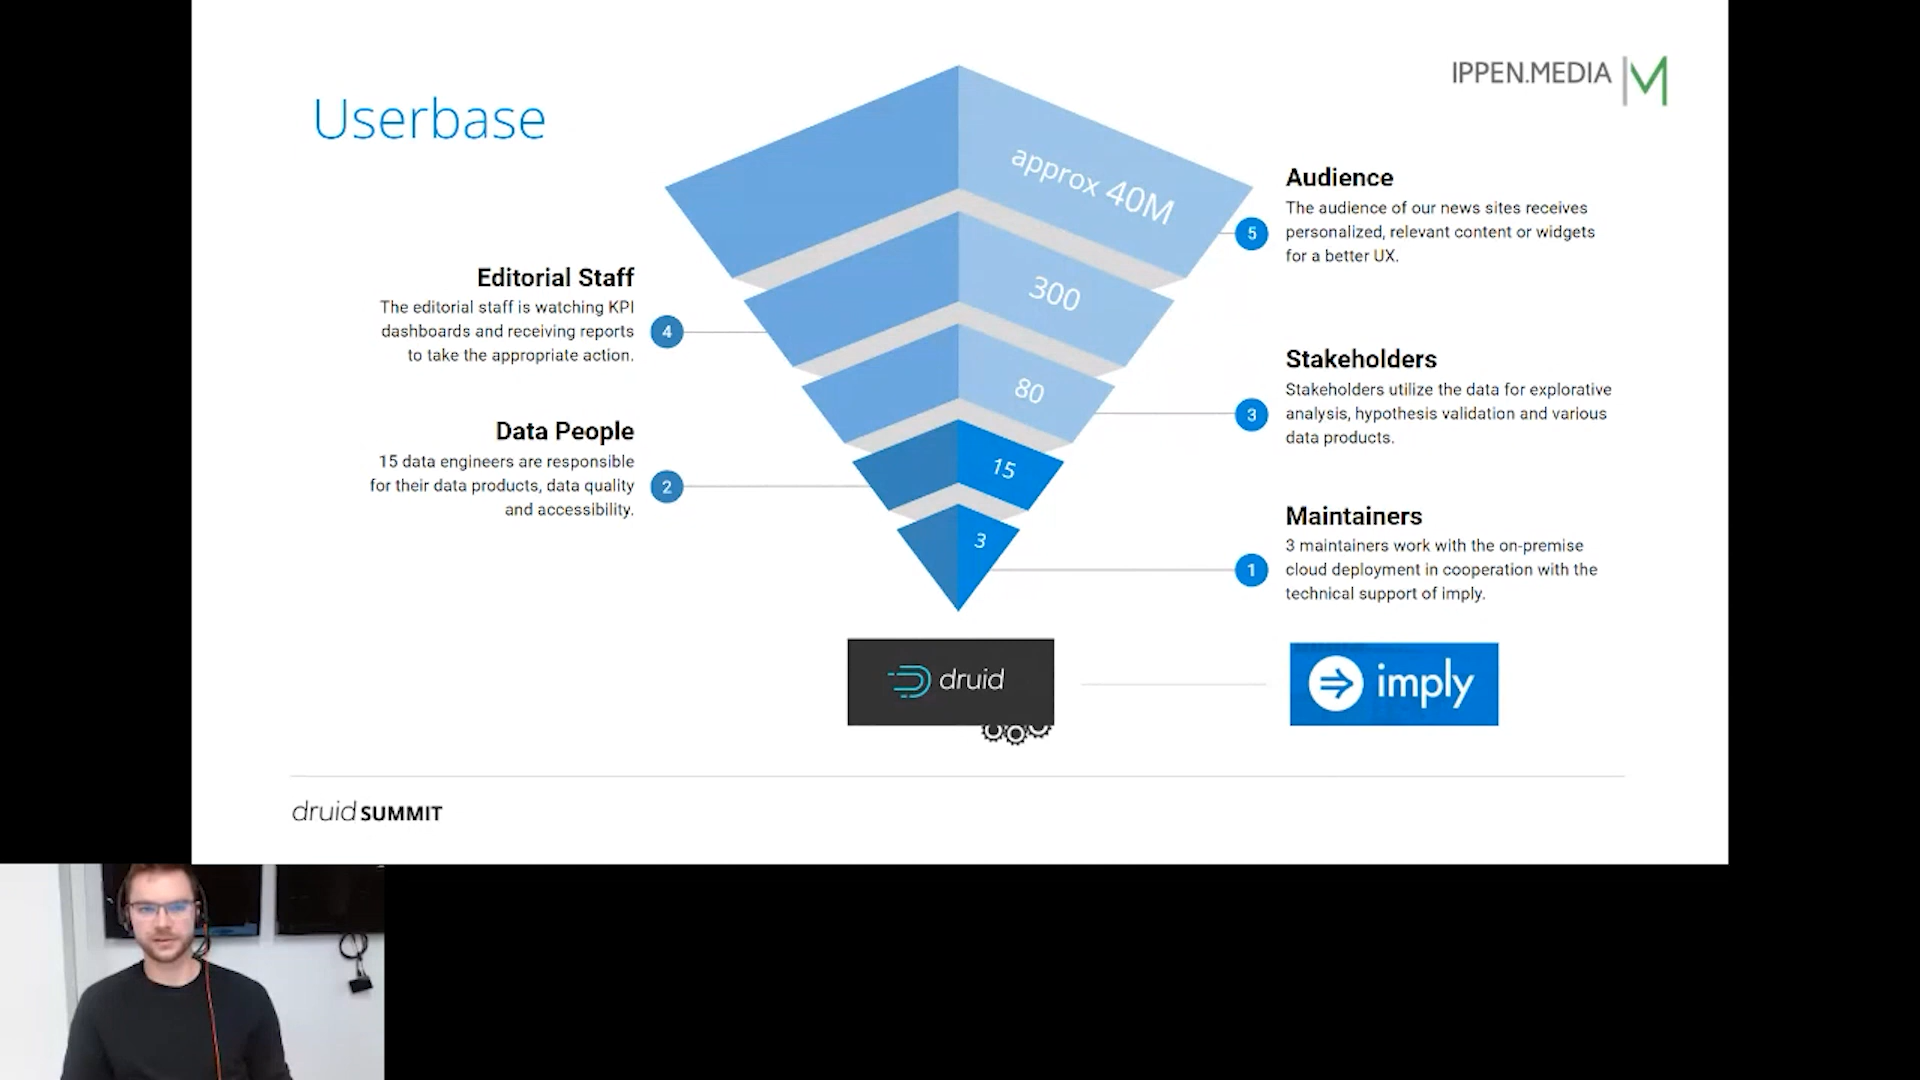 IPPEN.MEDIA
Userbase
approx 40M
300
80
15
3
Audience
The audience of our news sites receives
personalized, relevant content or widgets
for a better UX.
5
Editorial Staff
The editorial staff is watching KPI
dashboards and receiving reports
to take the appropriate action.
4
Stakeholders
Stakeholders utilize the data for explorative
analysis, hypothesis validation and various
data products.
3
Data People
15 data engineers are responsible
for their data products, data quality
and accessibility.
2
Maintainers
3 maintainers work with the on-premise
cloud deployment in cooperation with the
technical support of imply.
1
druid
imply
druid SUMMIT